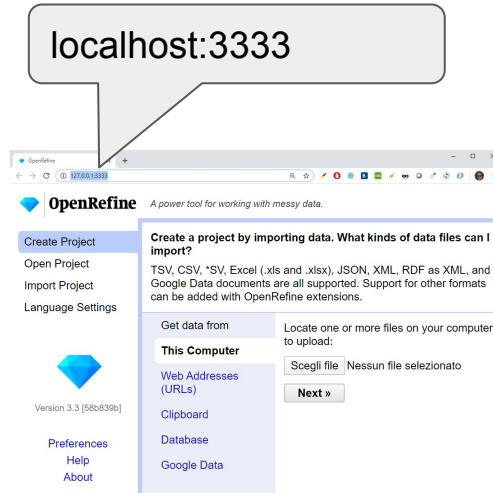 localhost:3333
OpenRefine
127.0.0.1:3333
OpenRefine
A power tool for working with messy data.
Create Project
Open Project
Import Project
Language Settings
Version 3.3 [58b839b]
Preferences
Help
About
Create a project by importing data. What kinds of data files can I
import?
TSV, CSV, *SV, Excel (.xls and .xlsx), JSON, XML, RDF as XML, and
Google Data documents are all supported. Support for other formats
can be added with OpenRefine extensions.
Get data from
This Computer
Web Addresses
(URLs)
Clipboard
Database
Google Data
Locate one or more files on your computer
to upload:
Scegli file Nessun file selezionato
Next »